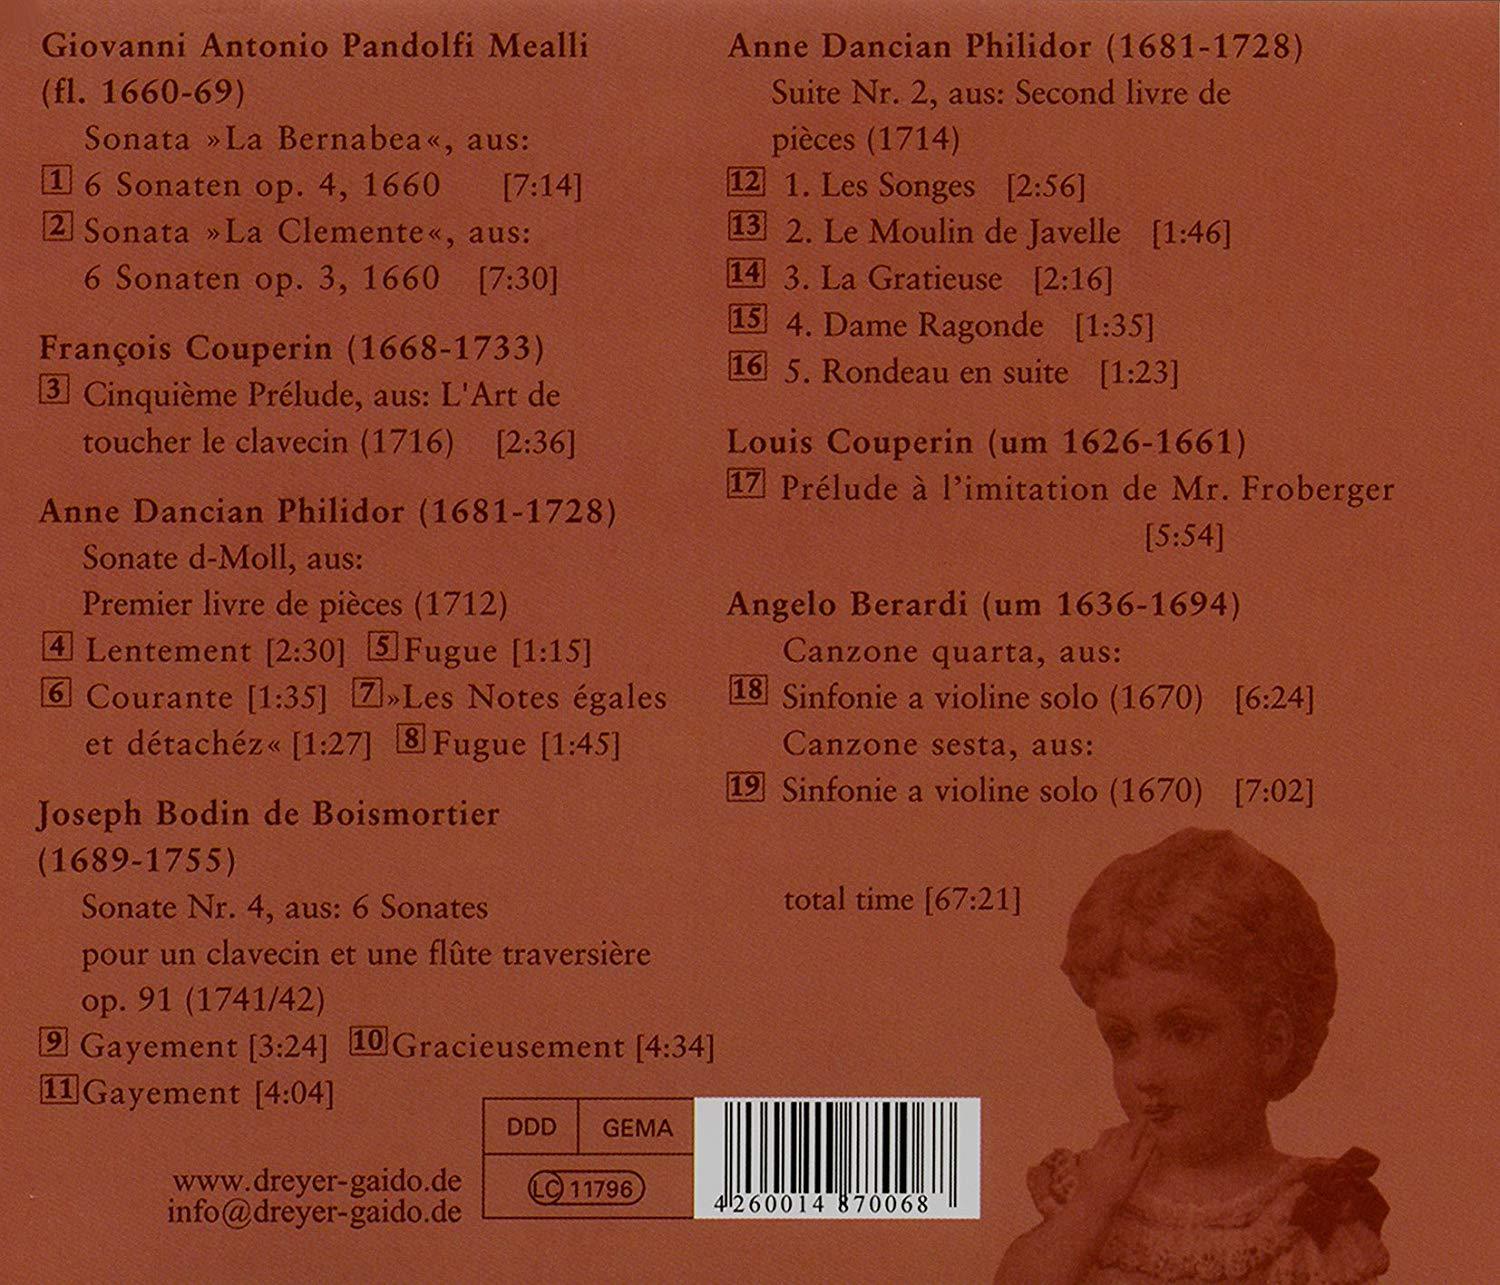 Giovanni Antonio Pandolfi Mealli
(fl. 1660-69)
Sonata »La Bernabea«, aus:
1 6 Sonaten op. 4, 1660 [7:14]
2 Sonata »La Clemente«, aus:
6 Sonaten op. 3, 1660 [7:30]
François Couperin (1668-1733)
3 Cinquième Prélude, aus: L'Art de
toucher le clavecin (1716) [2:36]
Anne Dancian Philidor (1681-1728)
Sonate d-Moll, aus:
Premier livre de pièces (1712)
4 Lentement [2:30] 5 Fugue [1:15]
6 Courante [1:35] 7 »Les Notes égales
et détachéz« [1:27] 8 Fugue [1:45]
Joseph Bodin de Boismortier
(1689-1755)
Sonate Nr. 4, aus: 6 Sonates
pour un clavecin et une flûte traversière
op. 91 (1741/42)
9 Gayement [3:24] 10 Gracieusement [4:34]
11 Gayement [4:04]
Anne Dancian Philidor (1681-1728)
Suite Nr. 2, aus: Second livre de
pièces (1714)
12 1. Les Songes [2:56]
13 2. Le Moulin de Javelle [1:46]
14 3. La Gratieuse [2:16]
15 4. Dame Ragonde [1:35]
16 5. Rondeau en suite [1:23]
Louis Couperin (um 1626-1661)
17 Prélude à l'imitation de Mr. Froberger
[5:54]
Angelo Berardi (um 1636-1694)
Canzone quarta, aus:
18 Sinfonie a violine solo (1670) [6:24]
Canzone sesta, aus:
19 Sinfonie a violine solo (1670) [7:02]
total time [67:21]
www.dreyer-gaido.de
info@dreyer-gaido.de
DDD GEMA
LC 11796
4260014 870068